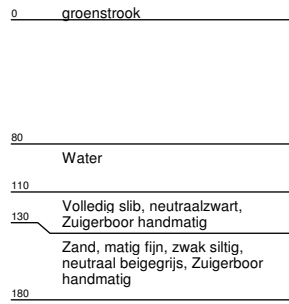 0 groenstrook
80
Water
110
Volledig slib, neutraalzwart,
130 Zuigerboor handmatig
Zand, matig fijn, zwak siltig,
neutraal beigegrijs, Zuigerboor
handmatig
180